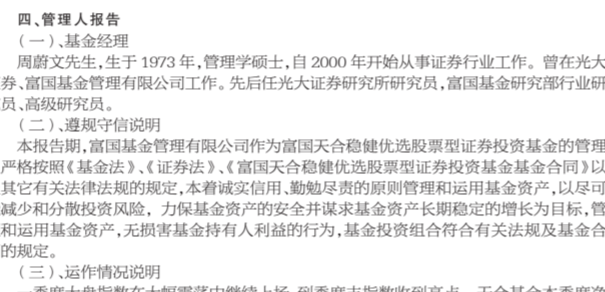 四、管理人报告
（一）、基金经理
周蔚文先生，生于 1973 年，管理学硕士，自 2000 年开始从事证券行业工作。曾在光大
券、富国基金管理有限公司工作。先后任光大证券研究所研究员，富国基金研究部行业研
员、高级研究员。
（二）、遵规守信说明
本报告期，富国基金管理有限公司作为富国天合稳健优选股票型证券投资基金的管理
严格按照《基金法》、《证券法》、《富国天合稳健优选股票型证券投资基金基金合同》以
其它有关法律法规的规定，本着诚实信用、勤勉尽责的原则管理和运用基金资产，以尽可
减少和分散投资风险，力保基金资产的安全并谋求基金资产长期稳定的增长为目标，管
和运用基金资产，无损害基金持有人利益的行为，基金投资组合符合有关法规及基金合
的规定。
（三）、运作情况说明